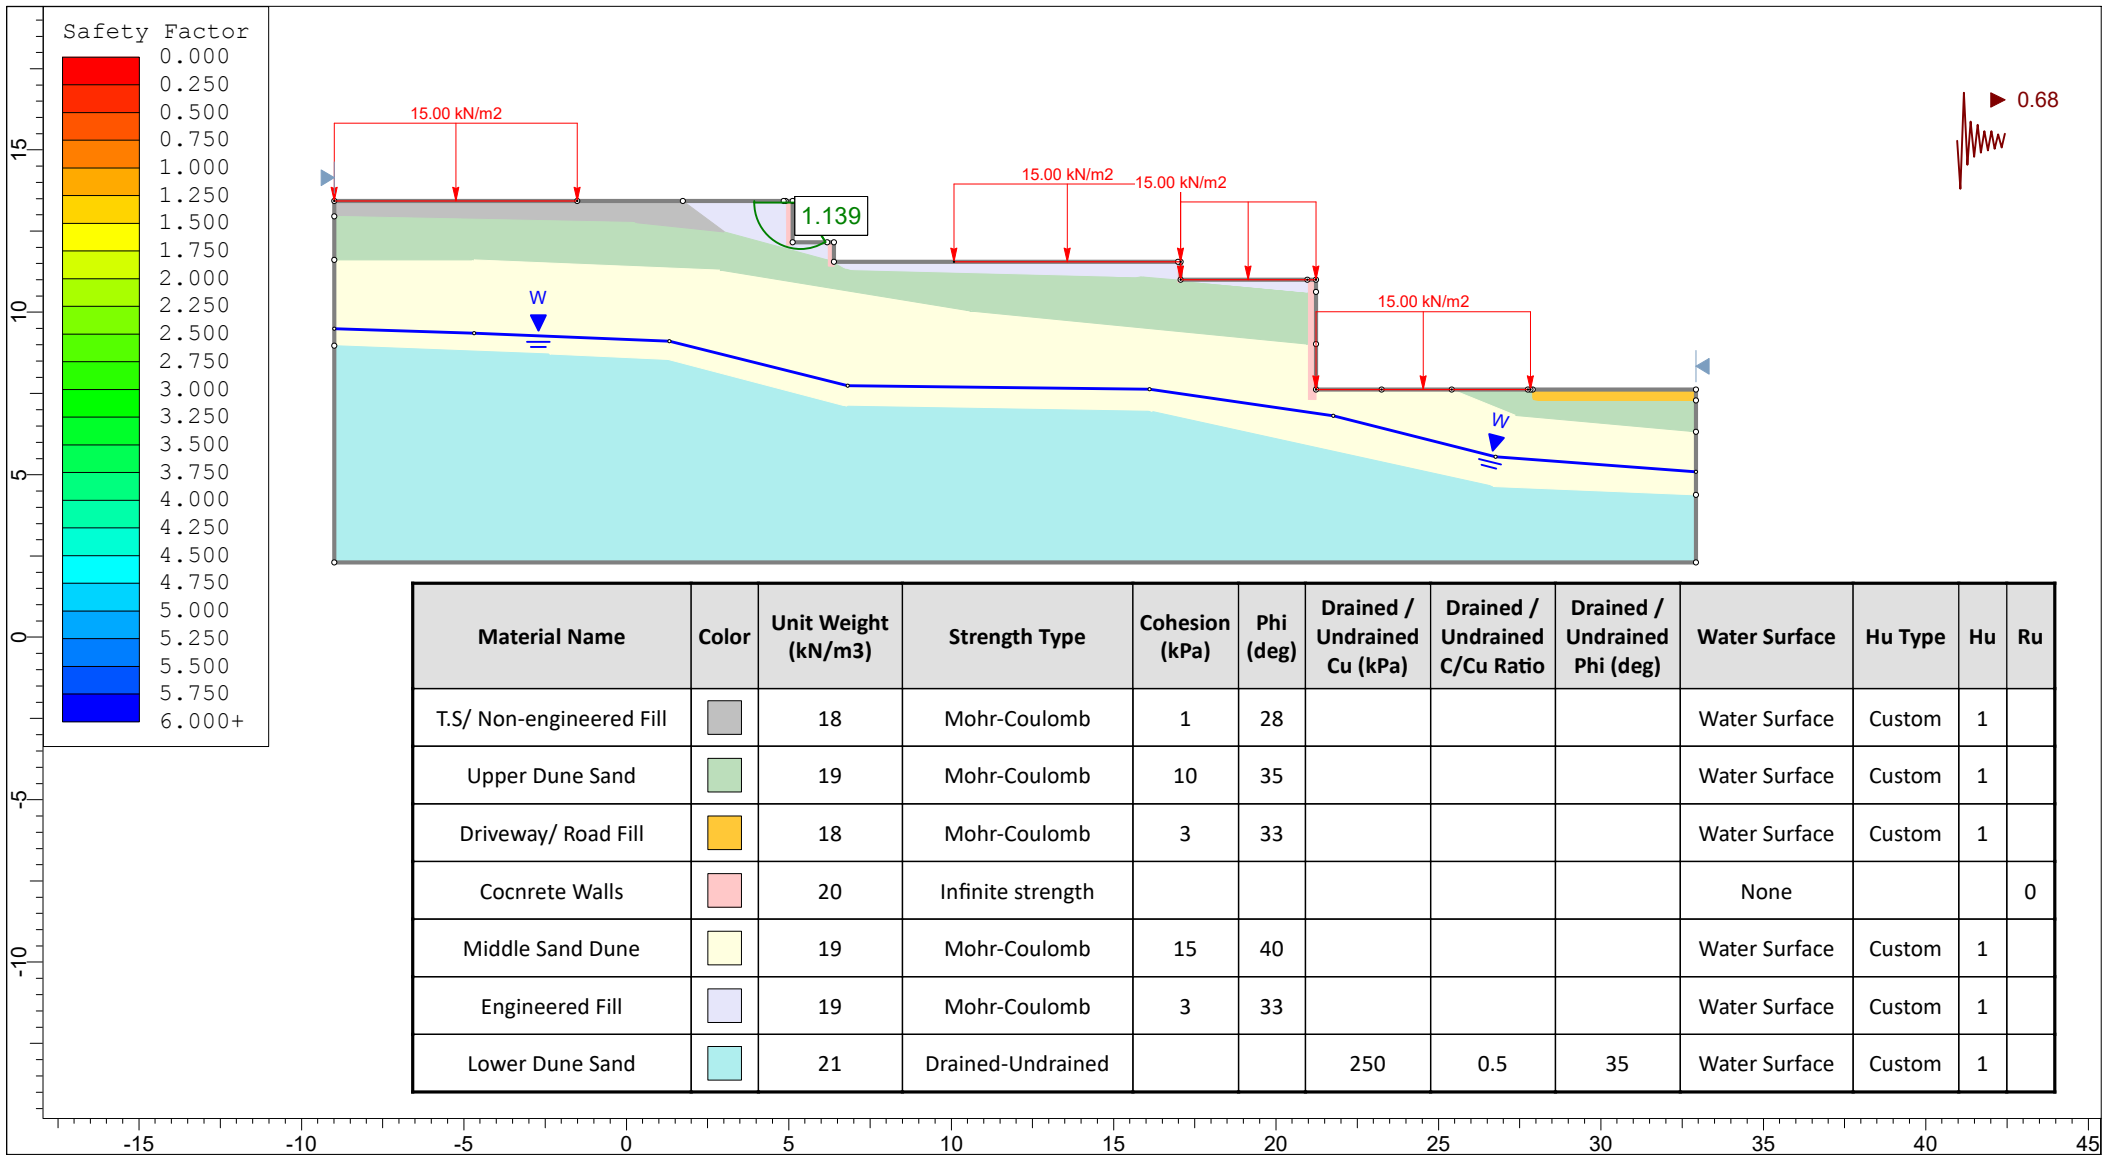 Safety Factor
0.000
0.250
0.500
0.750
1.000
1.250
1.500
1.750
2.000
2.250
2.500
2.750
3.000
3.250
3.500
3.750
4.000
4.250
4.500
4.750
5.000
5.250
5.500
5.750
6.000+
15.00 kN/m2
15.00 kN/m2
15.00 kN/m2
15.00 kN/m2
1.139
0.68
W
W
Material Name Color Unit Weight (kN/m3) Strength Type Cohesion (kPa) Phi (deg) Drained / Undrained Cu (kPa) Drained / Undrained C/Cu Ratio Drained / Undrained Phi (deg) Water Surface Hu Type Hu Ru
T.S/ Non-engineered Fill 18 Mohr-Coulomb 1 28 Water Surface Custom 1
Upper Dune Sand 19 Mohr-Coulomb 10 35 Water Surface Custom 1
Driveway/ Road Fill 18 Mohr-Coulomb 3 33 Water Surface Custom 1
Cocnrete Walls 20 Infinite strength None 0
Middle Sand Dune 19 Mohr-Coulomb 15 40 Water Surface Custom 1
Engineered Fill 19 Mohr-Coulomb 3 33 Water Surface Custom 1
Lower Dune Sand 21 Drained-Undrained 250 0.5 35 Water Surface Custom 1
15
10
5
0
-5
-10
-15 -10 -5 0 5 10 15 20 25 30 35 40 45